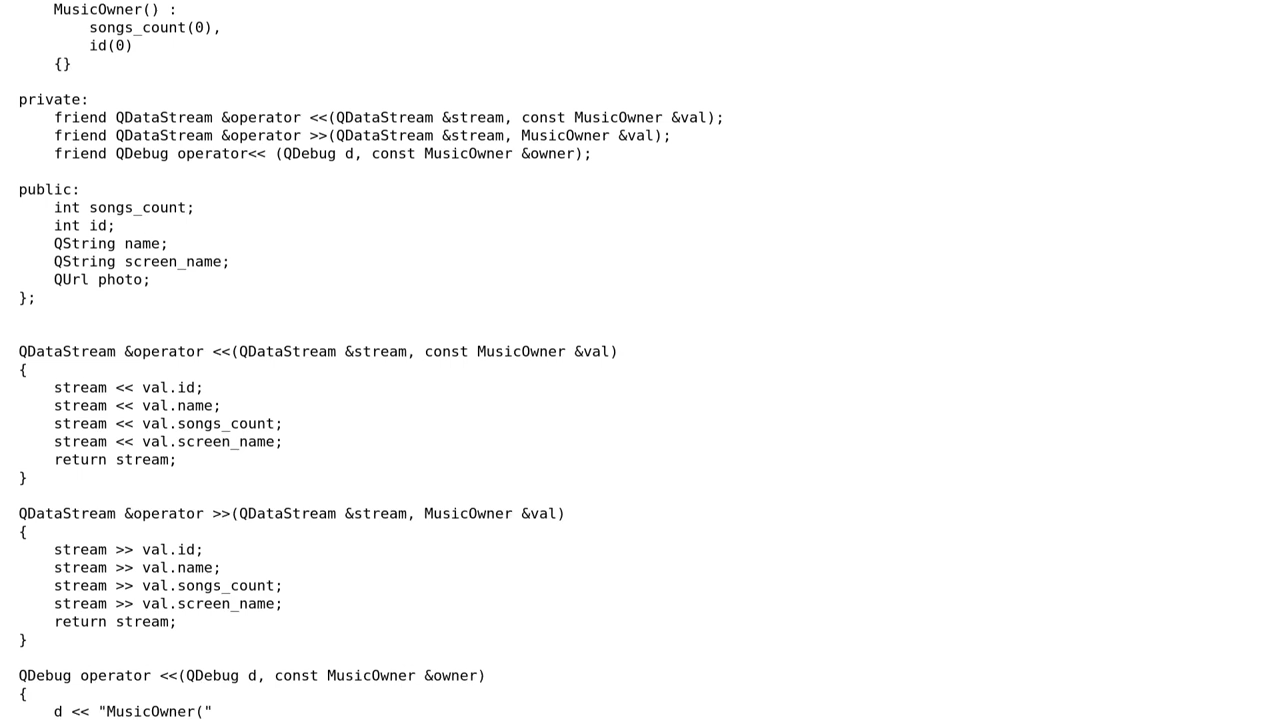 MusicOwner() :
songs_count(0),
id(0)
{}
private:
friend QDataStream &operator <<(QDataStream &stream, const MusicOwner &val);
friend QDataStream &operator >>(QDataStream &stream, MusicOwner &val);
friend QDebug operator<< (QDebug d, const MusicOwner &owner);
public:
int songs_count;
int id;
QString name;
QString screen_name;
QUrl photo;
};
QDataStream &operator <<(QDataStream &stream, const MusicOwner &val)
{
stream << val.id;
stream << val.name;
stream << val.songs_count;
stream << val.screen_name;
return stream;
}
QDataStream &operator >>(QDataStream &stream, MusicOwner &val)
{
stream >> val.id;
stream >> val.name;
stream >> val.songs_count;
stream >> val.screen_name;
return stream;
}
QDebug operator <<(QDebug d, const MusicOwner &owner)
{
d << "MusicOwner("